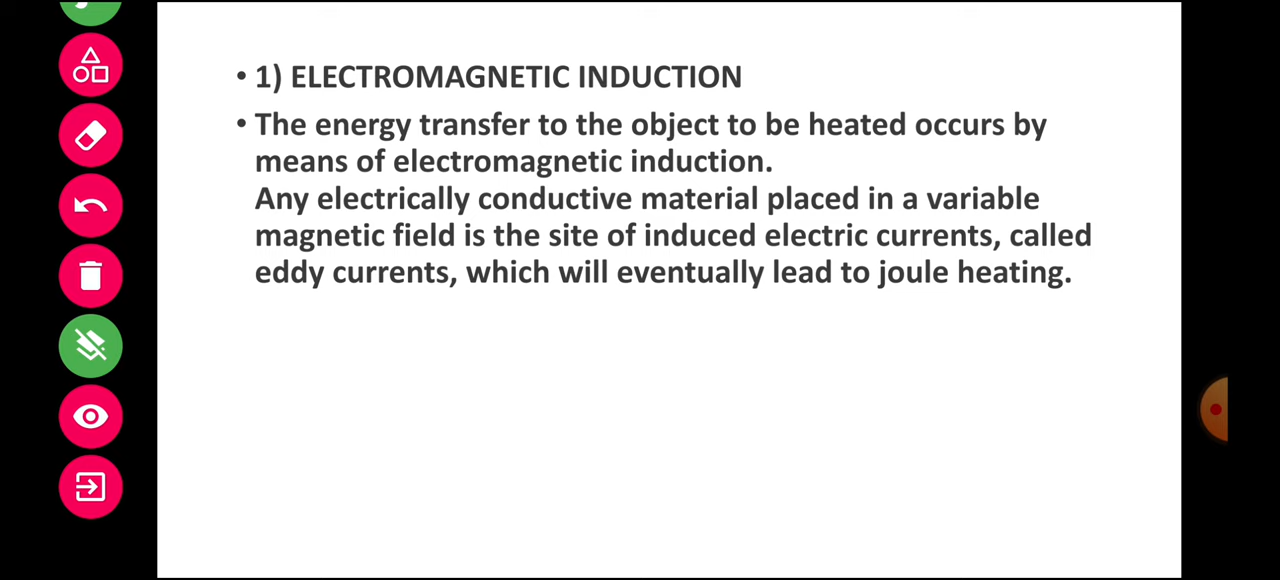 • 1) ELECTROMAGNETIC INDUCTION
• The energy transfer to the object to be heated occurs by
means of electromagnetic induction.
Any electrically conductive material placed in a variable
magnetic field is the site of induced electric currents, called
eddy currents, which will eventually lead to joule heating.